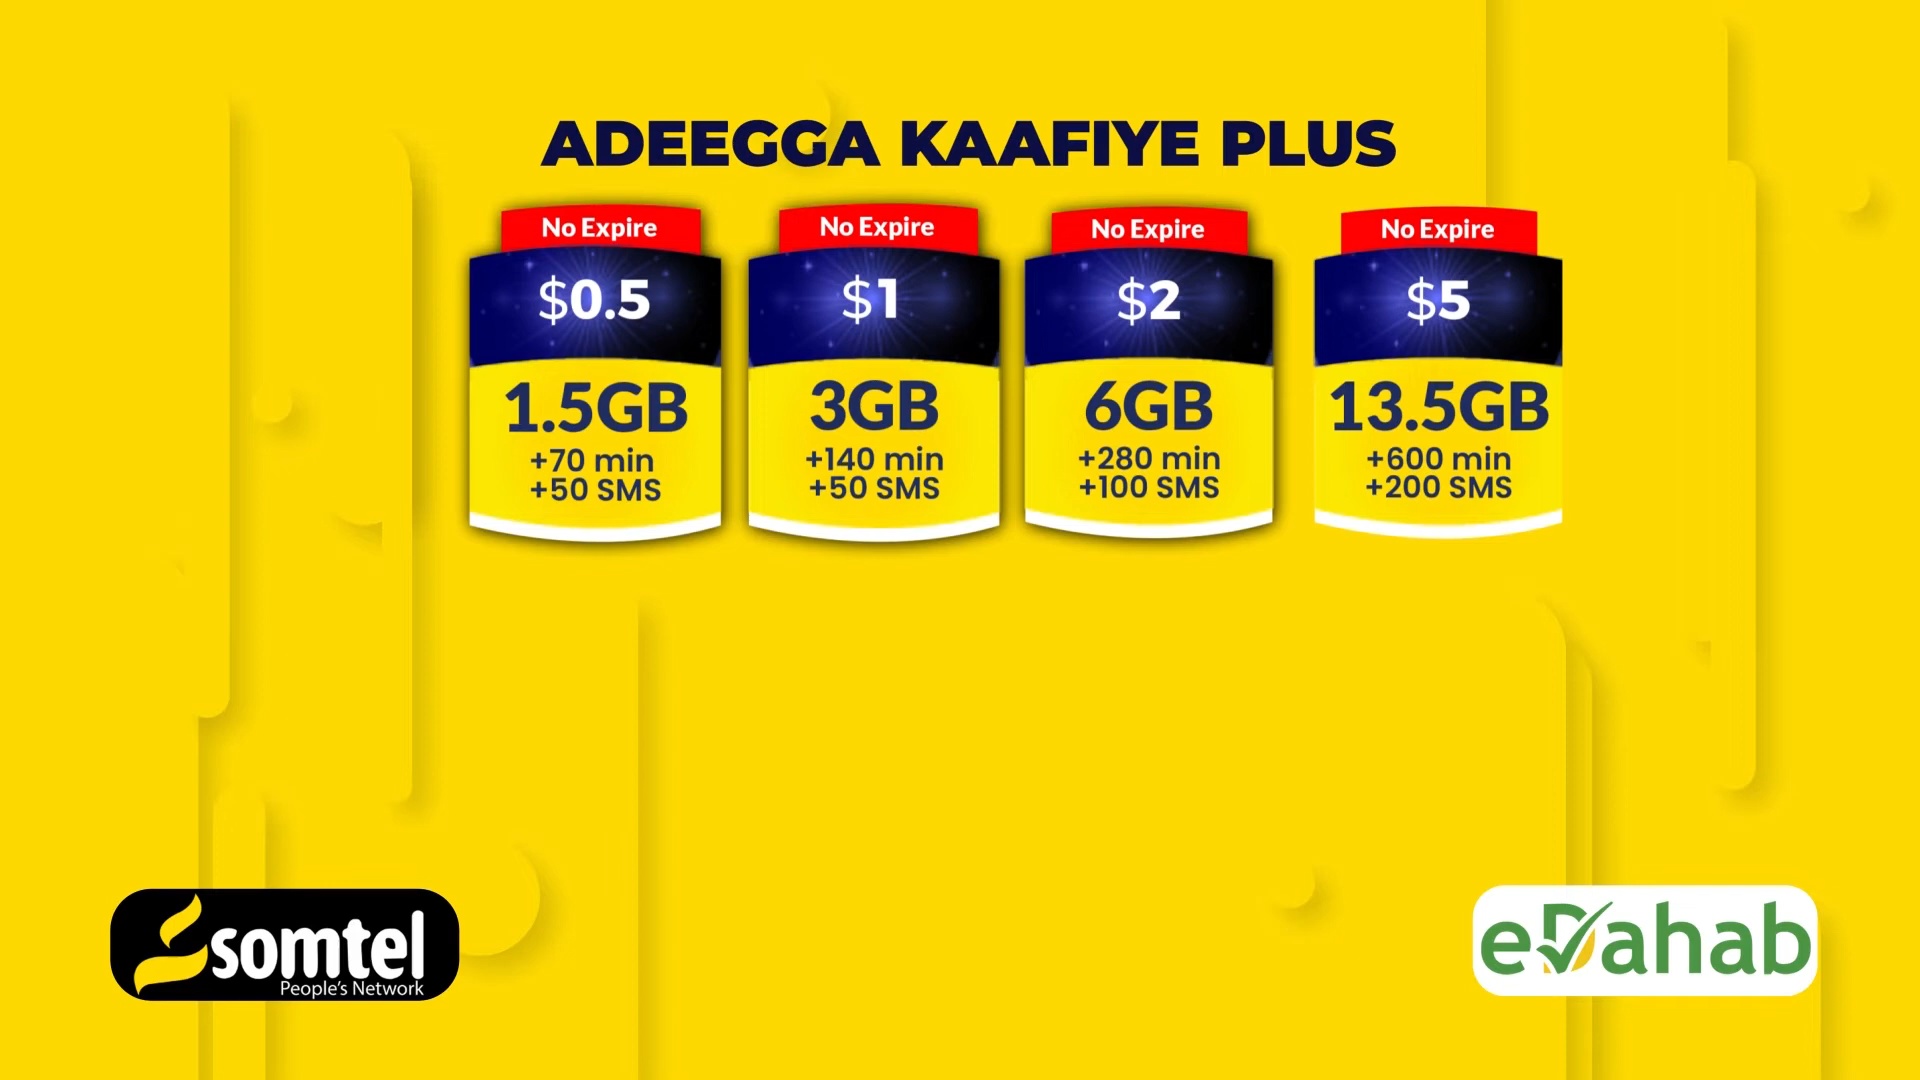 ADEEGGA KAAFIYE PLUS
No Expire
$0.5
1.5GB
+70 min
+50 SMS
No Expire
$1
3GB
+140 min
+50 SMS
No Expire
$2
6GB
+280 min
+100 SMS
No Expire
$5
13.5GB
+600 min
+200 SMS
somtel
People's Network
eDahab